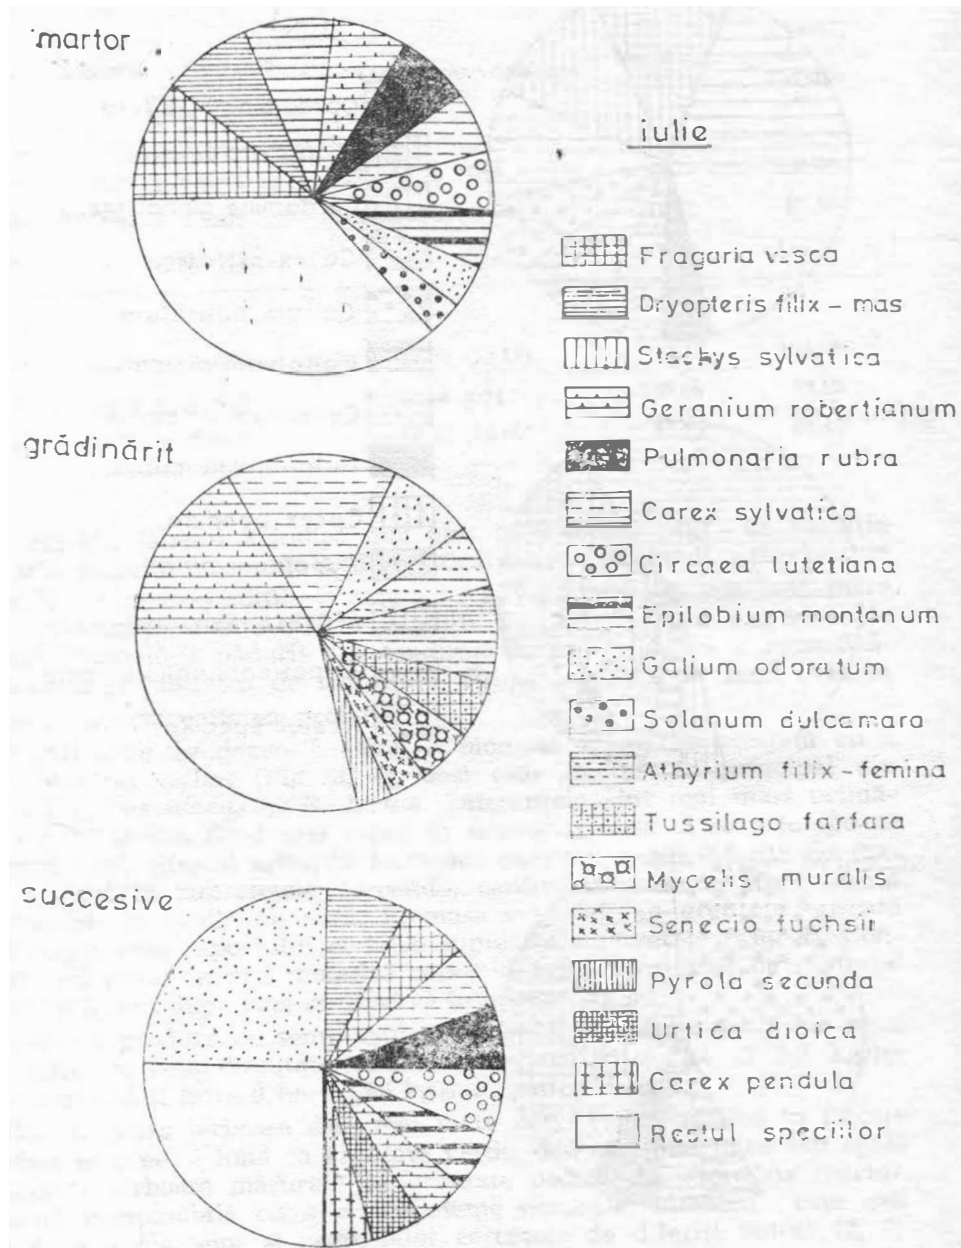 martor
iulie
Fragaria vesca
Dryopteris filix - mas
Stachys sylvatica
Geranium robertianum
Pulmonaria rubra
grădinărit
Carex sylvatica
Circaea lutetiana
Epilobium montanum
Galium odoratum
Solanum dulcamara
Athyrium filix - femina
Tussilago farfara
Mycelis muralis
succesive
Senecio fuchsii
Pyrola secunda
Urtica dioica
Carex pendula
Restul speciilor